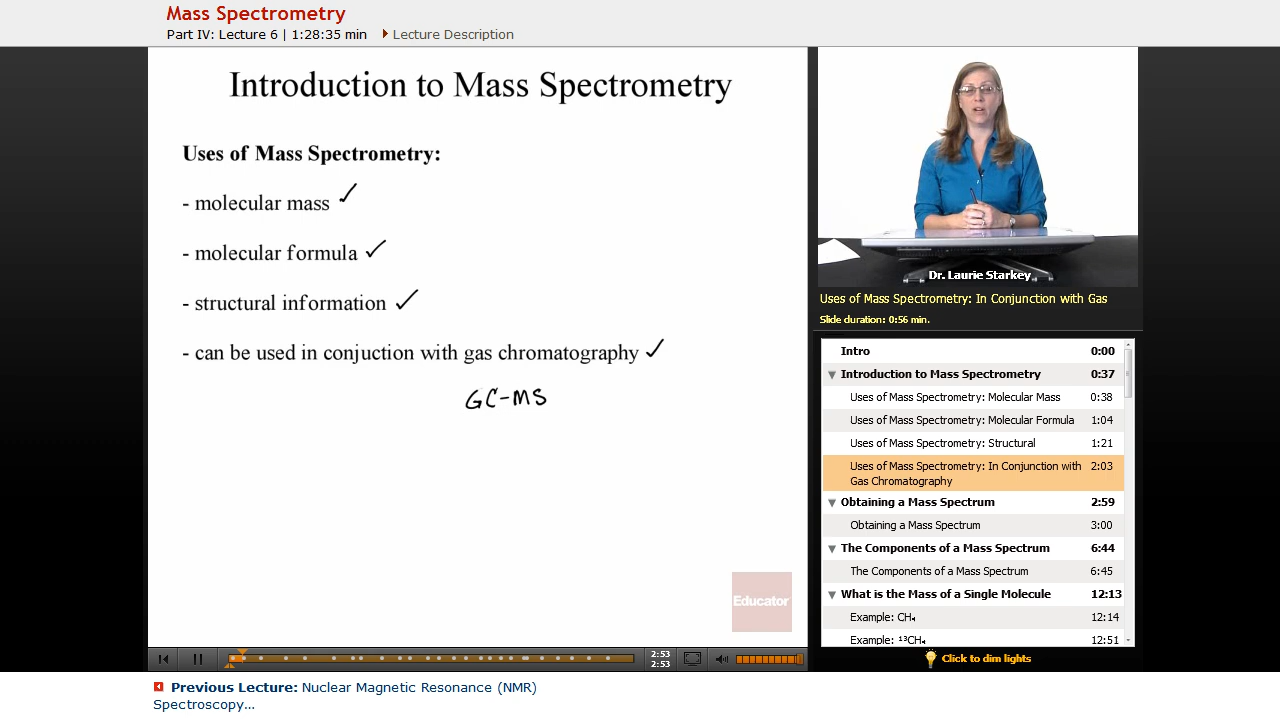 Mass Spectrometry
Part IV: Lecture 6 | 1:28:35 min Lecture Description
Introduction to Mass Spectrometry
Uses of Mass Spectrometry:
- molecular mass ✓
- molecular formula ✓
- structural information ✓
- can be used in conjuction with gas chromatography ✓
GC-MS
Educator
2:53
2:53
Dr. Laurie Starkey
Uses of Mass Spectrometry: In Conjunction with Gas
Slide duration: 0:56 min.
Intro 0:00
Introduction to Mass Spectrometry 0:37
Uses of Mass Spectrometry: Molecular Mass 0:38
Uses of Mass Spectrometry: Molecular Formula 1:04
Uses of Mass Spectrometry: Structural 1:21
Uses of Mass Spectrometry: In Conjunction with 2:03
Gas Chromatography
Obtaining a Mass Spectrum 2:59
Obtaining a Mass Spectrum 3:00
The Components of a Mass Spectrum 6:44
The Components of a Mass Spectrum 6:45
What is the Mass of a Single Molecule 12:13
Example: CH₄ 12:14
Example: ¹³CH₄ 12:51
Click to dim lights
Previous Lecture: Nuclear Magnetic Resonance (NMR)
Spectroscopy...